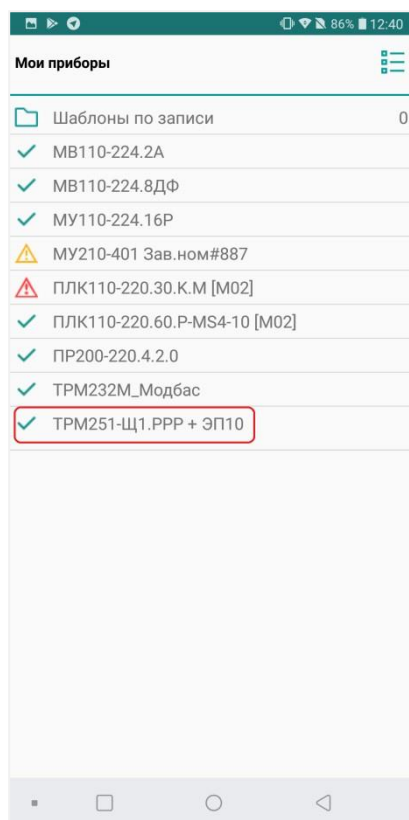 86% 12:40
Мои приборы
Шаблоны по записи 0
МВ110-224.2А
МВ110-224.8ДФ
МУ110-224.16Р
МУ210-401 Зав.ном#887
ПЛК110-220.30.К.М [М02]
ПЛК110-220.60.Р-MS4-10 [М02]
ПР200-220.4.2.0
ТРМ232М_Модбас
ТРМ251-Щ1.РРР + ЭП10